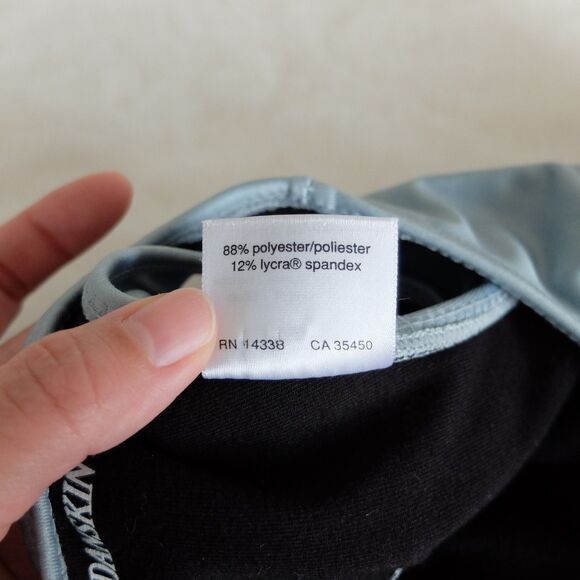 88% polyester/poliester
12% lycra® spandex
RN 14338 CA 35450
DANSKIN